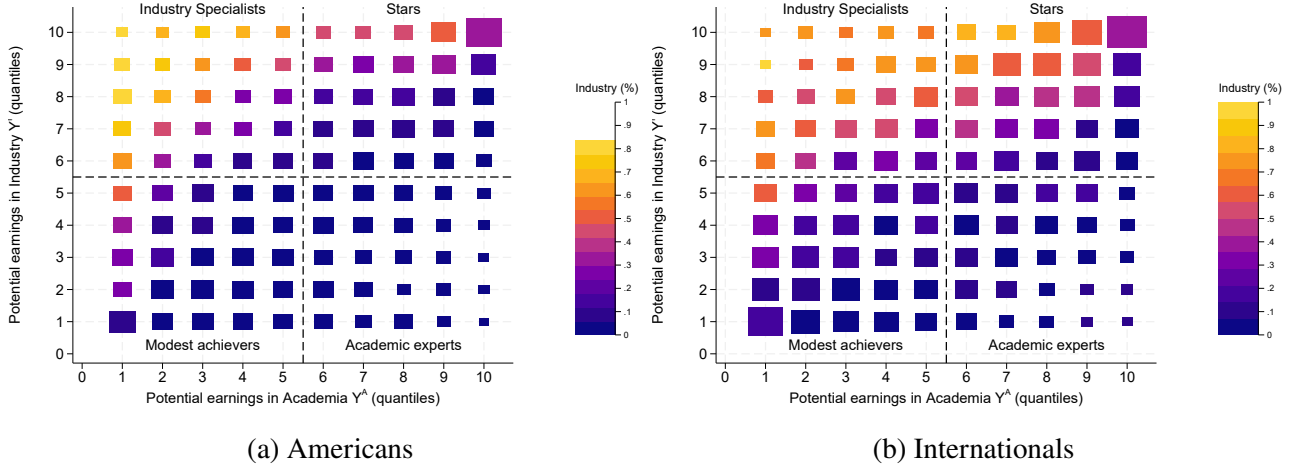 Industry Specialists
Stars
Potential earnings in Industry Y^I (quantiles)
10
9
8
7
6
5
4
3
2
1
0
Modest achievers
Academic experts
0 1 2 3 4 5 6 7 8 9 10
Potential earnings in Academia Y^A (quantiles)
Industry (%)
1
.9
.8
.7
.6
.5
.4
.3
.2
.1
0
(a) Americans
Industry Specialists
Stars
Potential earnings in Industry Y^I (quantiles)
10
9
8
7
6
5
4
3
2
1
0
Modest achievers
Academic experts
0 1 2 3 4 5 6 7 8 9 10
Potential earnings in Academia Y^A (quantiles)
Industry (%)
1
.9
.8
.7
.6
.5
.4
.3
.2
.1
0
(b) Internationals